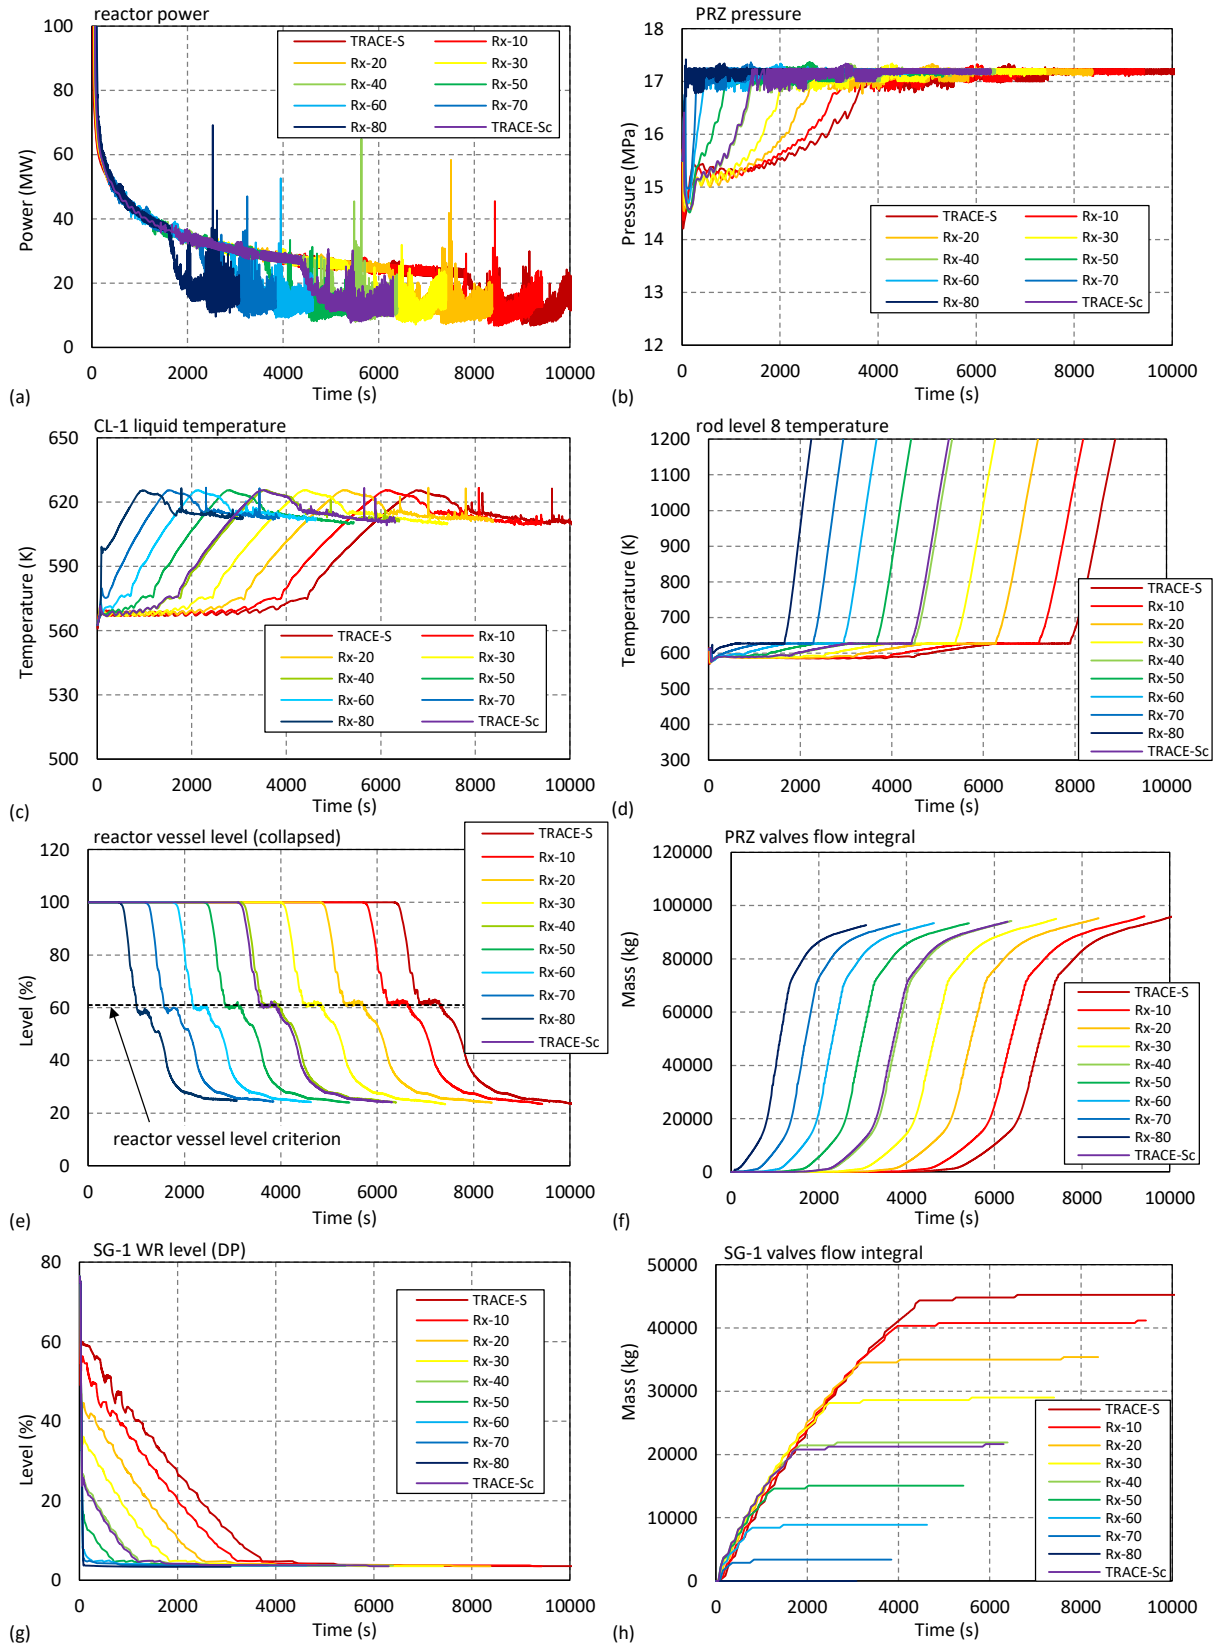 reactor power
Power (MW)
100
80
60
40
20
0
0 2000 4000 6000 8000 10000
Time (s)
TRACE-S Rx-10
Rx-20 Rx-30
Rx-40 Rx-50
Rx-60 Rx-70
Rx-80 TRACE-Sc
(a)
PRZ pressure
Pressure (MPa)
18
17
16
15
14
13
12
0 2000 4000 6000 8000 10000
Time (s)
TRACE-S Rx-10
Rx-20 Rx-30
Rx-40 Rx-50
Rx-60 Rx-70
Rx-80 TRACE-Sc
(b)
CL-1 liquid temperature
Temperature (K)
650
620
590
560
530
500
0 2000 4000 6000 8000 10000
Time (s)
TRACE-S Rx-10
Rx-20 Rx-30
Rx-40 Rx-50
Rx-60 Rx-70
Rx-80 TRACE-Sc
(c)
rod level 8 temperature
Temperature (K)
1200
1100
1000
900
800
700
600
500
400
300
0 2000 4000 6000 8000 10000
Time (s)
TRACE-S
Rx-10
Rx-20
Rx-30
Rx-40
Rx-50
Rx-60
Rx-70
Rx-80
TRACE-Sc
(d)
reactor vessel level (collapsed)
Level (%)
120
100
80
60
40
20
0
0 2000 4000 6000 8000 10000
Time (s)
reactor vessel level criterion
TRACE-S
Rx-10
Rx-20
Rx-30
Rx-40
Rx-50
Rx-60
Rx-70
Rx-80
TRACE-Sc
(e)
PRZ valves flow integral
Mass (kg)
120000
100000
80000
60000
40000
20000
0
0 2000 4000 6000 8000 10000
Time (s)
TRACE-S
Rx-10
Rx-20
Rx-30
Rx-40
Rx-50
Rx-60
Rx-70
Rx-80
TRACE-Sc
(f)
SG-1 WR level (DP)
Level (%)
80
60
40
20
0
0 2000 4000 6000 8000 10000
Time (s)
TRACE-S
Rx-10
Rx-20
Rx-30
Rx-40
Rx-50
Rx-60
Rx-70
Rx-80
TRACE-Sc
(g)
SG-1 valves flow integral
Mass (kg)
50000
40000
30000
20000
10000
0
0 2000 4000 6000 8000 10000
Time (s)
TRACE-S
Rx-10
Rx-20
Rx-30
Rx-40
Rx-50
Rx-60
Rx-70
Rx-80
TRACE-Sc
(h)